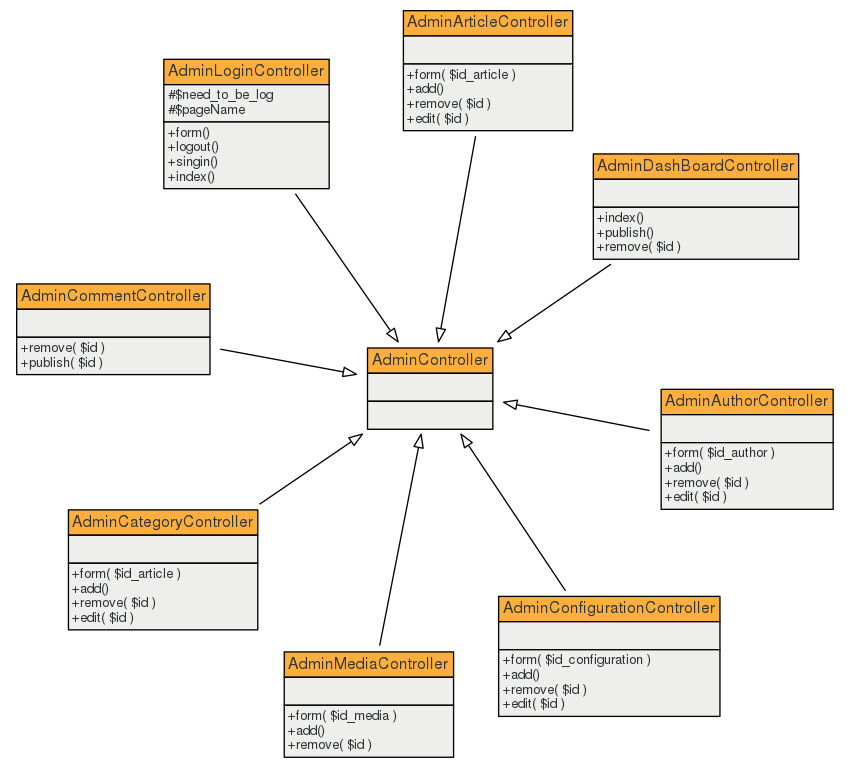 AdminArticleController
+form( $id_article )
+add()
+remove( $id )
+edit( $id )
AdminLoginController
#$need_to_be_log
#$pageName
+form()
+logout()
+singin()
+index()
AdminDashBoardController
+index()
+publish()
+remove( $id )
AdminCommentController
+remove( $id )
+publish( $id )
AdminController
AdminAuthorController
+form( $id_author )
+add()
+remove( $id )
+edit( $id )
AdminCategoryController
+form( $id_article )
+add()
+remove( $id )
+edit( $id )
AdminConfigurationController
+form( $id_configuration )
+add()
+remove( $id )
+edit( $id )
AdminMediaController
+form( $id_media )
+add()
+remove( $id )